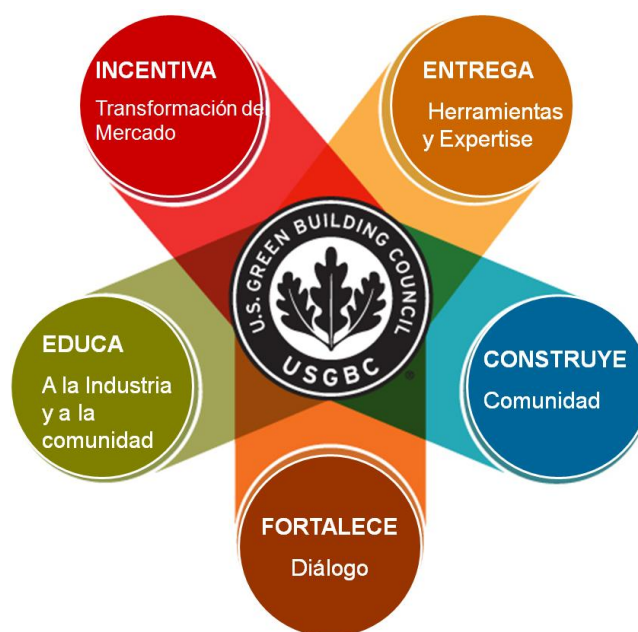 INCENTIVA
Transformación de
Mercado
ENTREGA
Herramientas
y Expertise
U.S. GREEN BUILDING COUNCIL
USGBC
®
EDUCA
A la Industria
y a la
comunidad
CONSTRUYE
Comunidad
FORTALECE
Diálogo